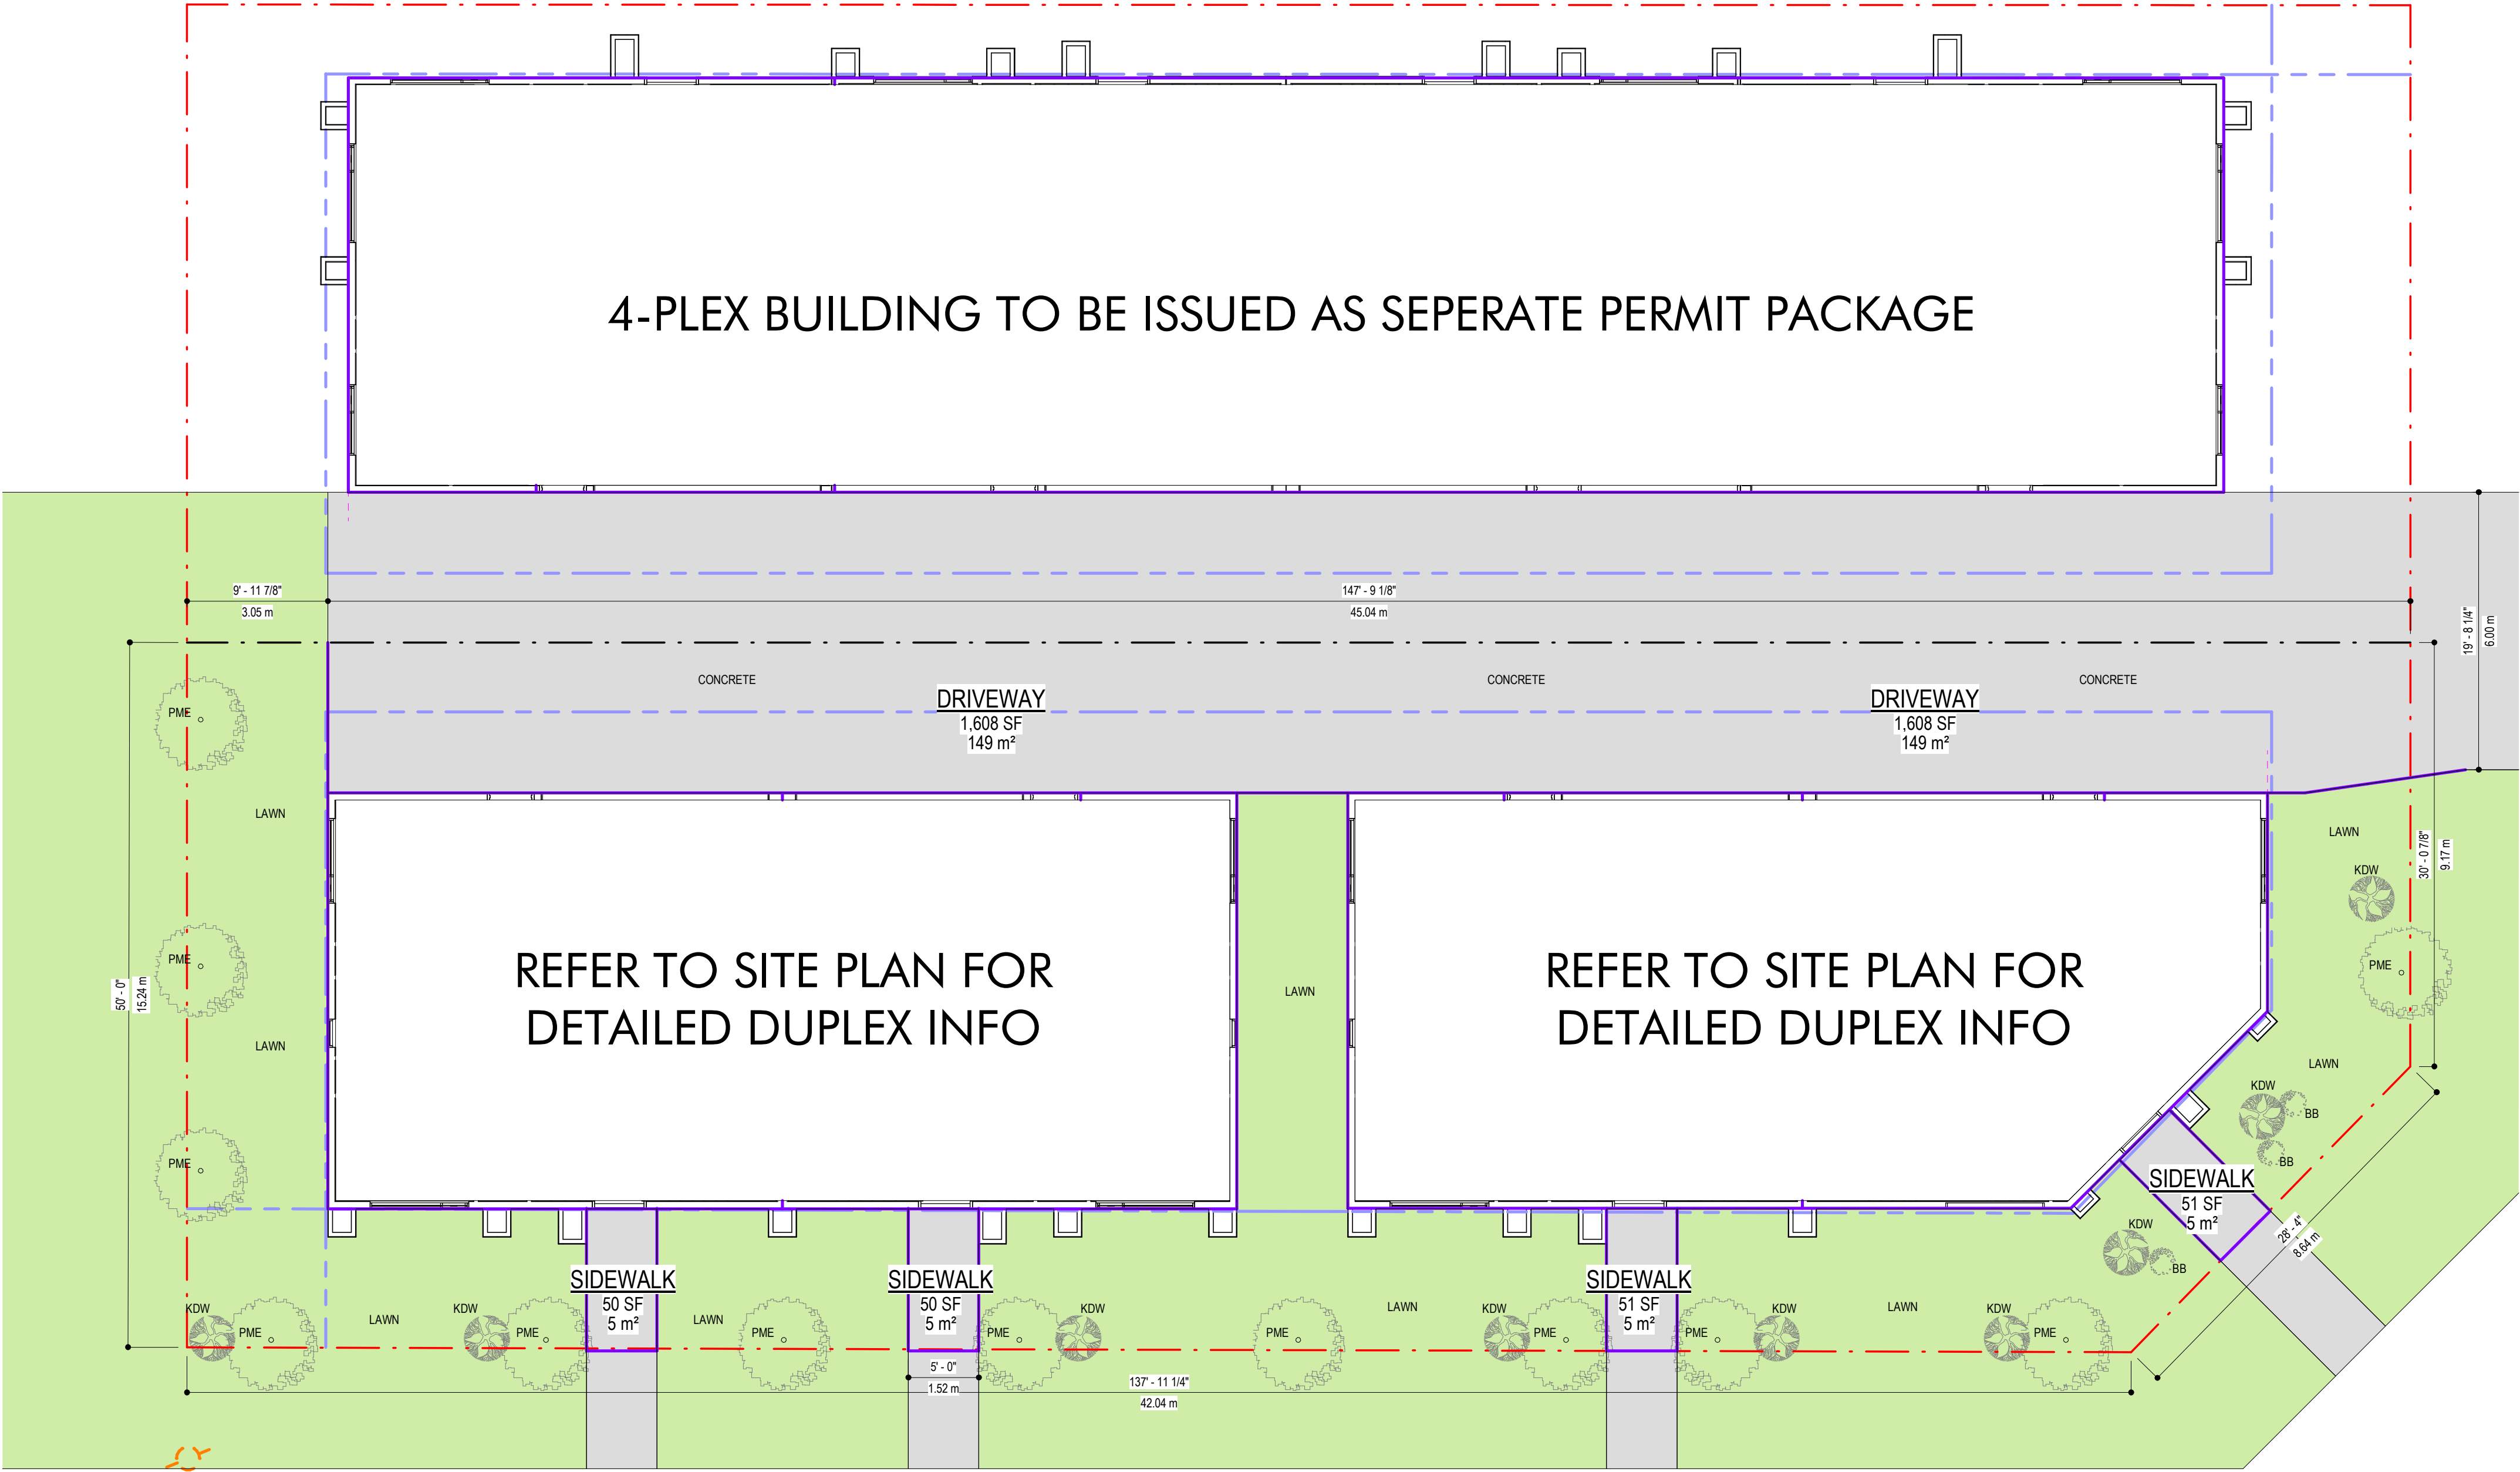 4-PLEX BUILDING TO BE ISSUED AS SEPERATE PERMIT PACKAGE
9' - 11 7/8"
3.05 m
147' - 9 1/8"
45.04 m
19' - 8 1/4"
6.00 m
CONCRETE
CONCRETE
CONCRETE
DRIVEWAY
1,608 SF
149 m²
DRIVEWAY
1,608 SF
149 m²
PME
LAWN
LAWN
30' - 0 7/8"
9.17 m
KDW
PME
REFER TO SITE PLAN FOR
DETAILED DUPLEX INFO
LAWN
REFER TO SITE PLAN FOR
DETAILED DUPLEX INFO
PME
PME
50' - 0"
15.24 m
LAWN
LAWN
KDW
BB
BB
PME
SIDEWALK
51 SF
5 m²
KDW
BB
28' - 4"
8.64 m
SIDEWALK
50 SF
5 m²
SIDEWALK
50 SF
5 m²
SIDEWALK
51 SF
5 m²
KDW
PME
LAWN
KDW
PME
LAWN
PME
PME
KDW
PME
LAWN
KDW
PME
PME
KDW
LAWN
KDW
PME
5' - 0"
1.52 m
137' - 11 1/4"
42.04 m